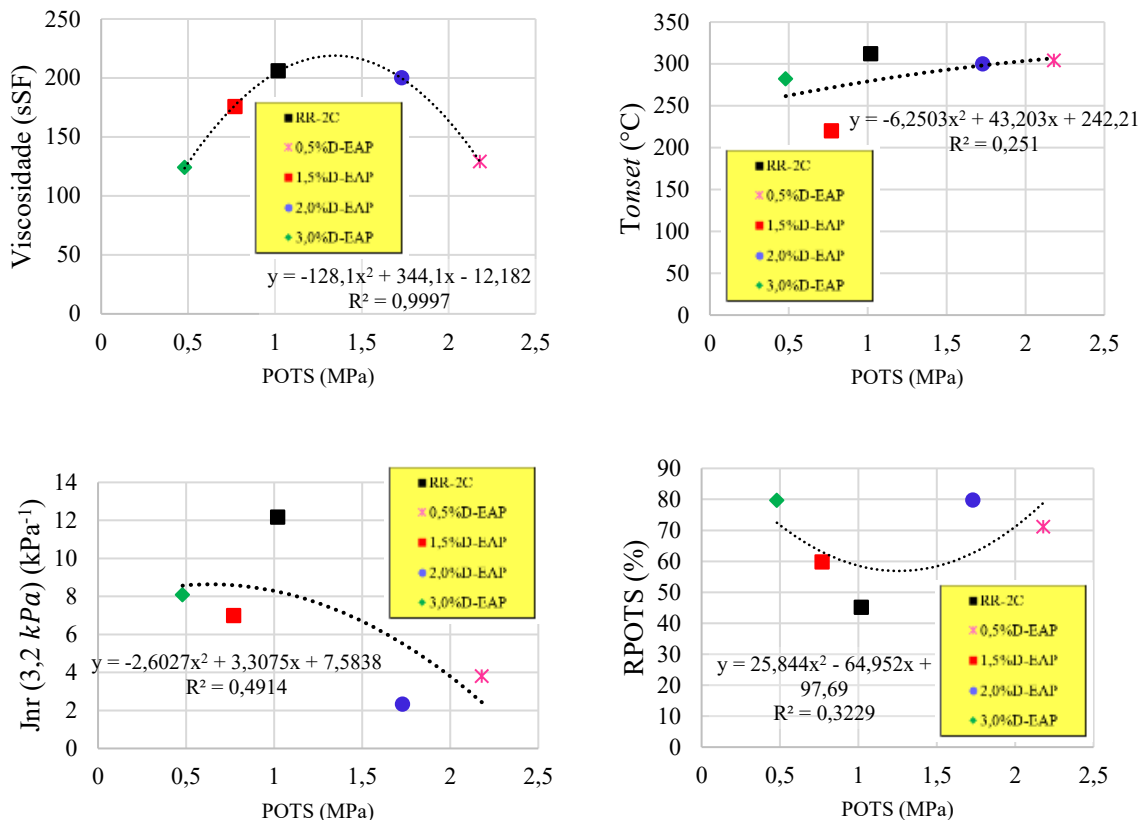 250
200
150
100
50
0
Viscosidade (sSF)
RR-2C
0,5%D-EAP
1,5%D-EAP
2,0%D-EAP
3,0%D-EAP
y = -128,1x² + 344,1x - 12,182
R² = 0,9997
0 0,5 1 1,5 2 2,5
POTS (MPa)
350
300
250
200
150
100
50
0
Tonset (°C)
y = -6,2503x² + 43,203x + 242,21
R² = 0,251
RR-2C
0,5%D-EAP
1,5%D-EAP
2,0%D-EAP
3,0%D-EAP
0 0,5 1 1,5 2 2,5
POTS (MPa)
14
12
10
8
6
4
2
0
Jnr (3,2 kPa) (kPa⁻¹)
RR-2C
0,5%D-EAP
1,5%D-EAP
2,0%D-EAP
3,0%D-EAP
y = -2,6027x² + 3,3075x + 7,5838
R² = 0,4914
0 0,5 1 1,5 2 2,5
POTS (MPa)
90
80
70
60
50
40
30
20
10
0
RPOTS (%)
RR-2C
0,5%D-EAP
1,5%D-EAP
2,0%D-EAP
3,0%D-EAP
y = 25,844x² - 64,952x +
97,69
R² = 0,3229
0 0,5 1 1,5 2 2,5
POTS (MPa)